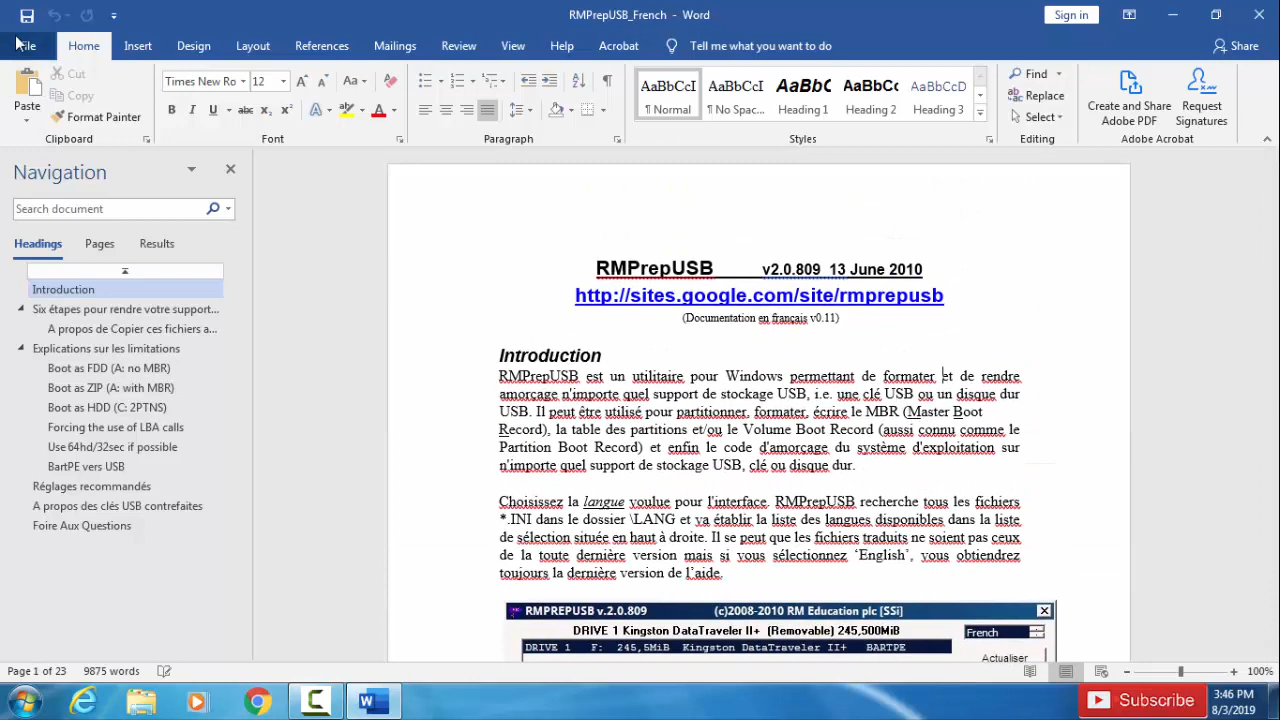 RMPrepUSB_French - Word
Sign in
File Home Insert Design Layout References Mailings Review View Help Acrobat Tell me what you want to do Share
Paste
Cut
Copy
Format Painter
Times New Ro 12
AaBbCcI AaBbCcI AaBbC AaBbCcI AaBbCcD
¶ Normal ¶ No Spac... Heading 1 Heading 2 Heading 3
Find
Replace
Select
Create and Share Adobe PDF
Request Signatures
Clipboard Font Paragraph Styles Editing Adobe Acrobat
Navigation
Search document
Headings Pages Results
Introduction
Six étapes pour rendre votre support...
A propos de Copier ces fichiers a...
Explications sur les limitations
Boot as FDD (A: no MBR)
Boot as ZIP (A: with MBR)
Boot as HDD (C: 2PTNS)
Forcing the use of LBA calls
Use 64hd/32sec if possible
BartPE vers USB
Réglages recommandés
A propos des clés USB contrefaites
Foire Aux Questions
RMPrepUSB v2.0.809 13 June 2010
http://sites.google.com/site/rmprepusb
(Documentation en français v0.11)
Introduction
RMPrepUSB est un utilitaire pour Windows permettant de formater et de rendre
amorçage n'importe quel support de stockage USB, i.e. une clé USB ou un disque dur
USB. Il peut être utilisé pour partitionner, formater, écrire le MBR (Master Boot
Record), la table des partitions et/ou le Volume Boot Record (aussi connu comme le
Partition Boot Record) et enfin le code d'amorçage du système d'exploitation sur
n'importe quel support de stockage USB, clé ou disque dur.
Choisissez la langue voulue pour l'interface. RMPrepUSB recherche tous les fichiers
*.INI dans le dossier \LANG et va établir la liste des langues disponibles dans la liste
de sélection située en haut à droite. Il se peut que les fichiers traduits ne soient pas ceux
de la toute dernière version mais si vous sélectionnez ‘English’, vous obtiendrez
toujours la dernière version de l’aide.
RMPREPUSB v.2.0.809 (c)2008-2010 RM Education plc [SSi]
DRIVE 1 Kingston DataTraveler II+ (Removable) 245,500MiB
French
DRIVE 1 F: 245,5MiB Kingston DataTraveler II+ BARTPE
Actualiser
Page 1 of 23 9875 words
100%
Subscribe
3:46 PM
8/3/2019